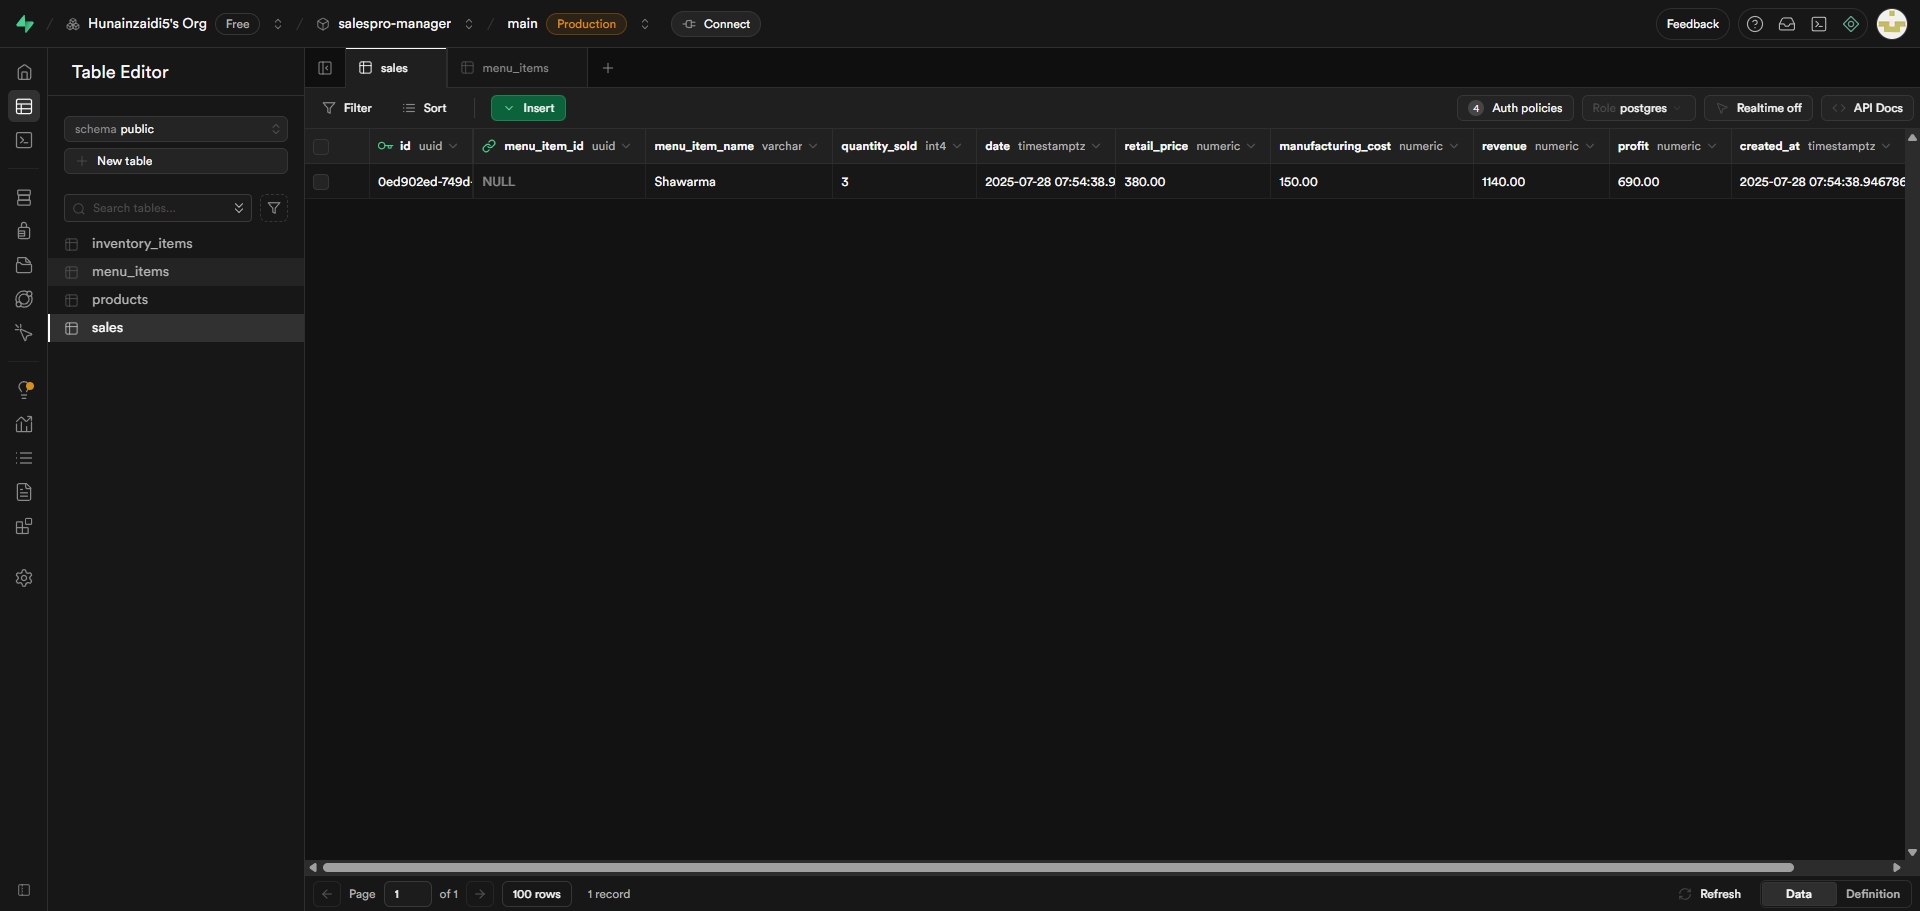 Hunainzaidi5's Org Free salespro-manager main Production Connect Feedback
Table Editor
sales menu_items
Filter Sort Insert 4 Auth policies Role postgres Realtime off API Docs
schema public
New table
Search tables...
inventory_items
menu_items
products
sales
id uuid menu_item_id uuid menu_item_name varchar quantity_sold int4 date timestamptz retail_price numeric manufacturing_cost numeric revenue numeric profit numeric created_at timestamptz
0ed902ed-749d- NULL Shawarma 3 2025-07-28 07:54:38.9 380.00 150.00 1140.00 690.00 2025-07-28 07:54:38.946786
Page 1 of 1 100 rows 1 record Refresh Data Definition